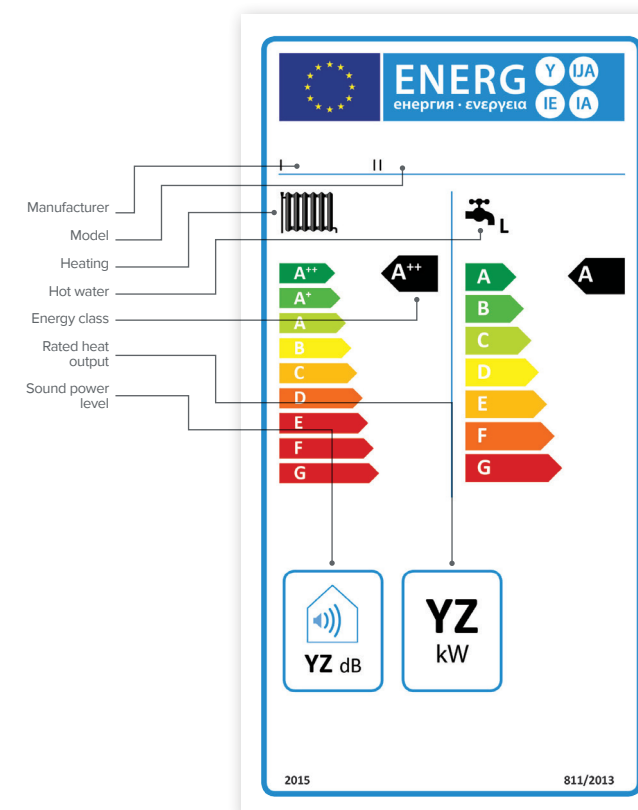 ENERG
енергия · ενεργεια
Y IJA
IE IA
I II
Manufacturer
Model
Heating
Hot water
Energy class
Rated heat
output
Sound power
level
L
A++
A+
A
B
C
D
E
F
G
A++
A
B
C
D
E
F
G
A
YZ dB
YZ
kW
2015 811/2013